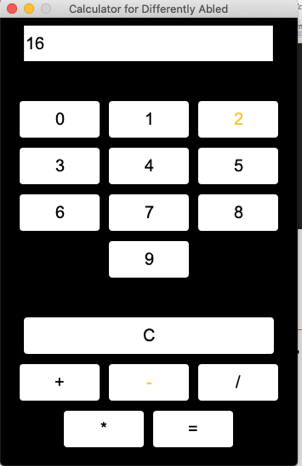 Calculator for Differently Abled
16
0 1 2
3 4 5
6 7 8
9
C
+ - /
* =